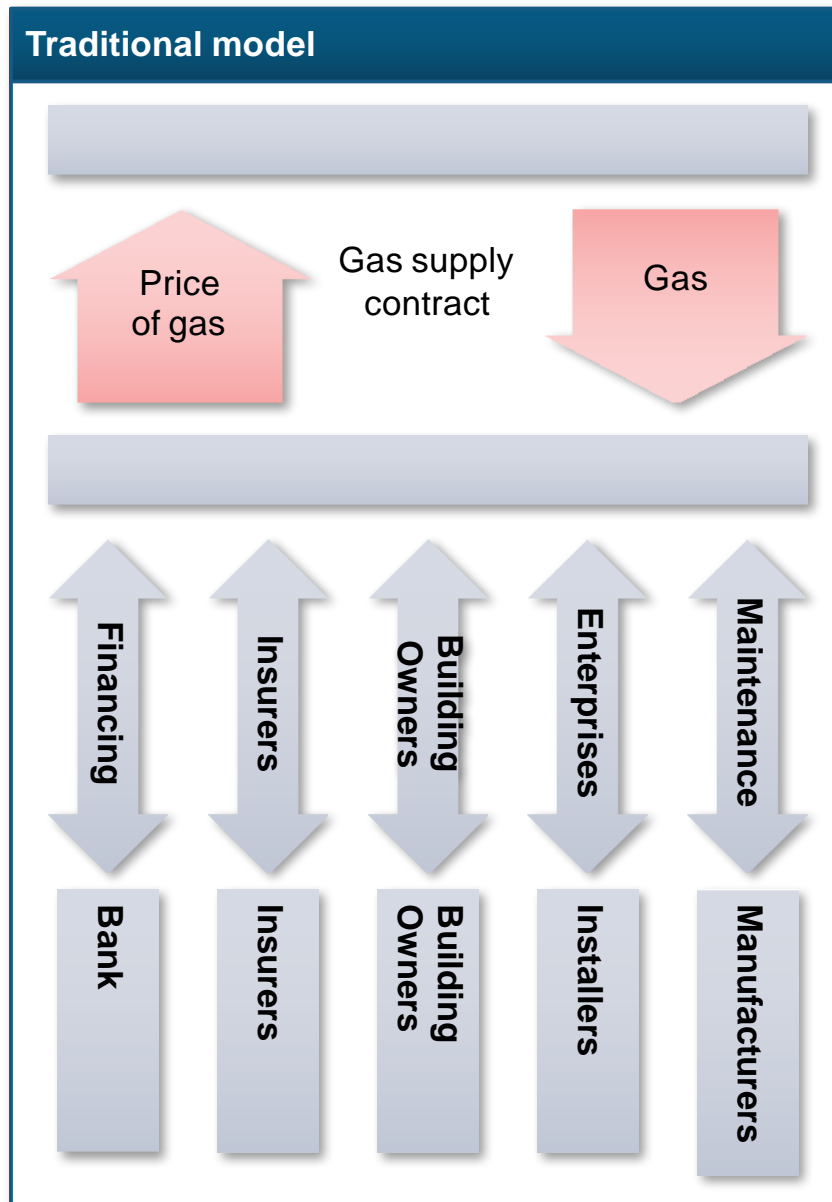 Traditional model
Price
of gas
Gas supply
contract
Gas
Financing
Insurers
Building
Owners
Enterprises
Maintenance
Bank
Insurers
Building
Owners
Installers
Manufacturers